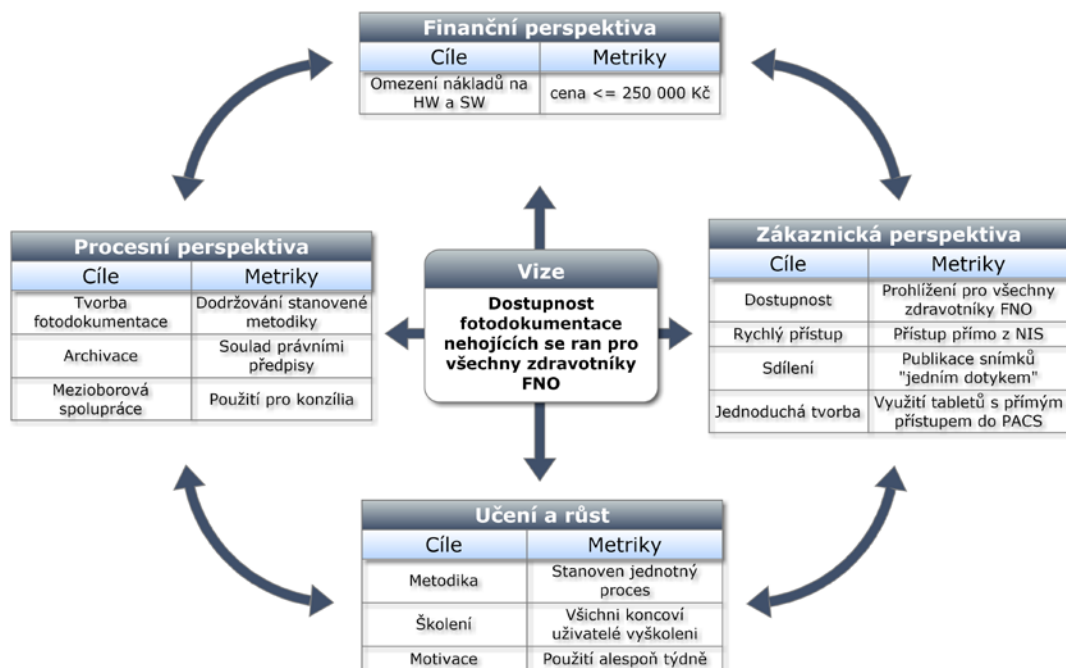 Finanční perspektiva
Cíle Metriky
Omezení nákladů na
HW a SW
cena <= 250 000 Kč
Procesní perspektiva
Cíle Metriky
Tvorba
fotodokumentace
Dodržování stanovené
metodiky
Archivace
Soulad právními
předpisy
Mezioborová
spolupráce
Použití pro konzília
Vize
Dostupnost
fotodokumentace
nehojících se ran pro
všechny zdravotníky
FNO
Zákaznická perspektiva
Cíle Metriky
Dostupnost
Prohlížení pro všechny
zdravotníky FNO
Rychlý přístup Přístup přímo z NIS
Sdílení
Publikace snímků
"jedním dotykem"
Jednoduchá tvorba
Využití tabletů s přímým
přístupem do PACS
Učení a růst
Cíle Metriky
Metodika
Stanoven jednotný
proces
Školení
Všichni koncoví
uživatelé vyškoleni
Motivace Použití alespoň týdně